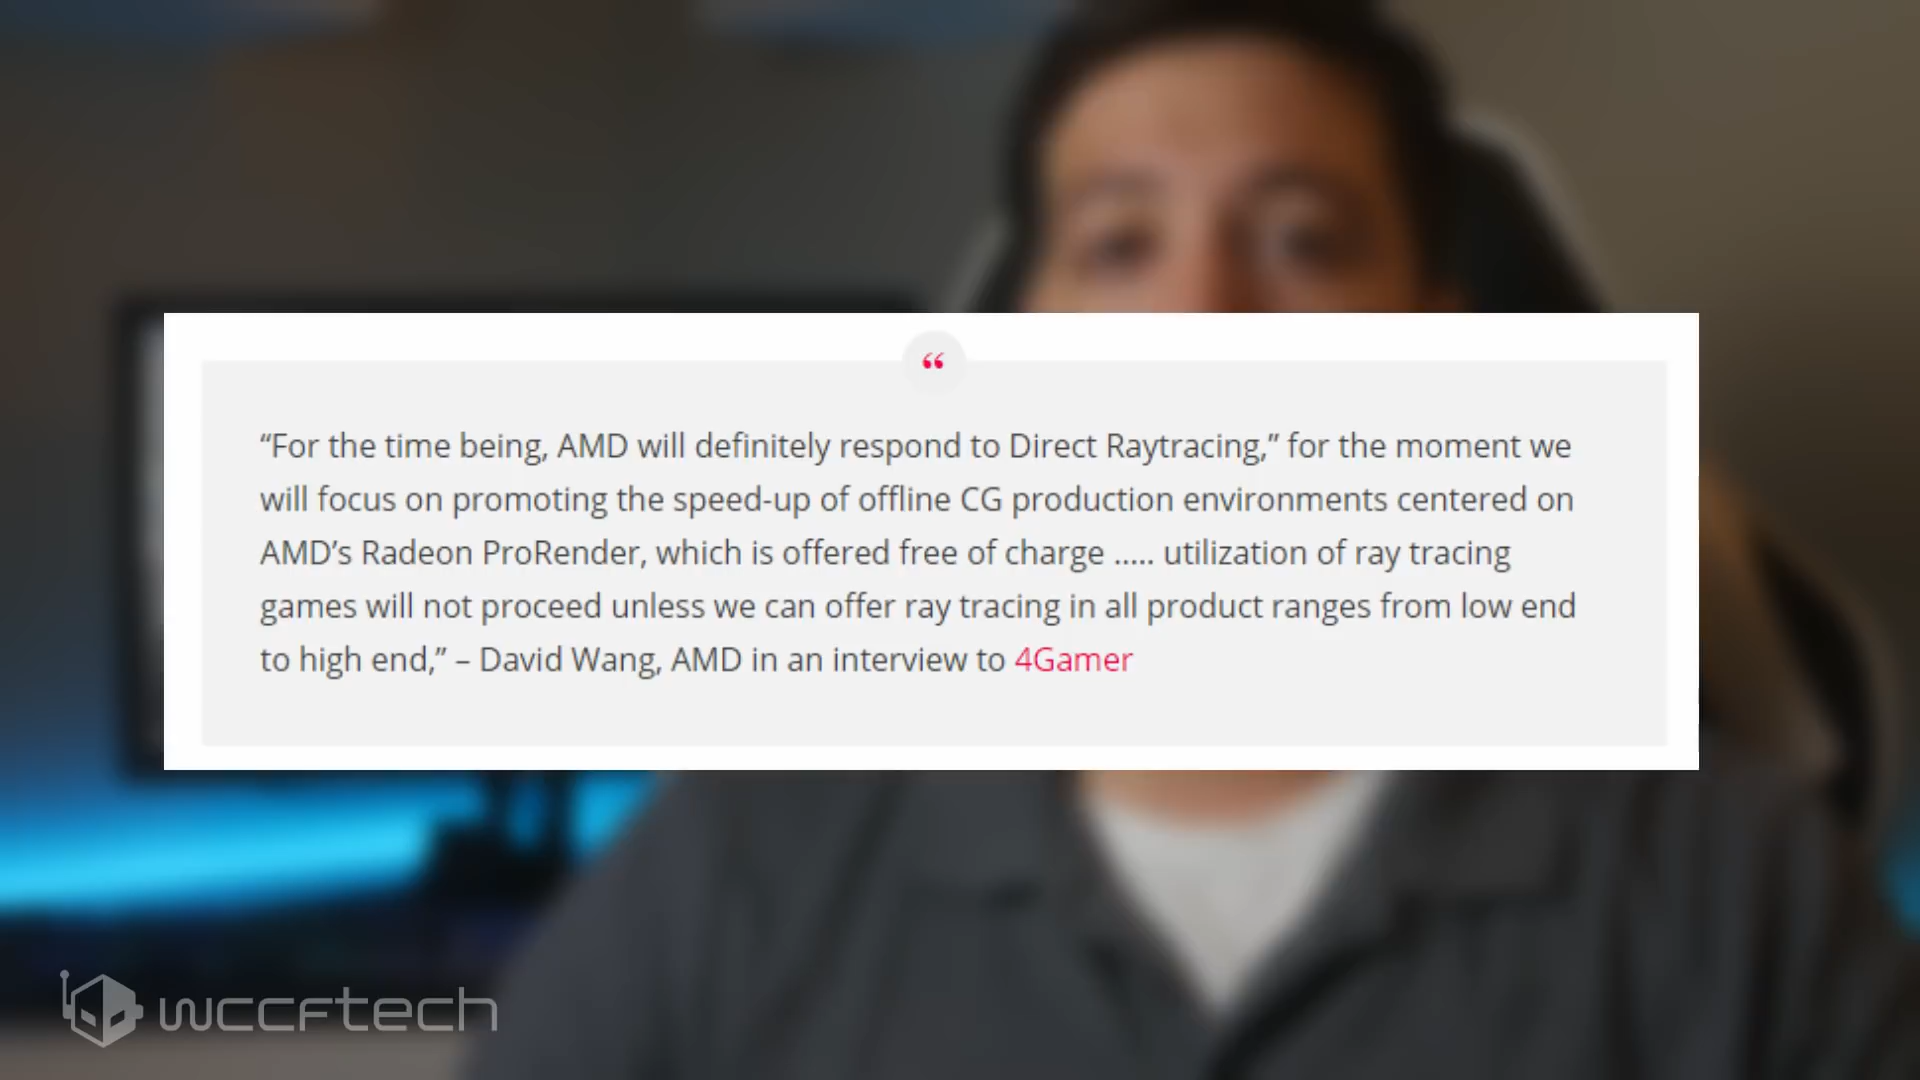 “
“For the time being, AMD will definitely respond to Direct Raytracing,” for the moment we
will focus on promoting the speed-up of offline CG production environments centered on
AMD’s Radeon ProRender, which is offered free of charge ..... utilization of ray tracing
games will not proceed unless we can offer ray tracing in all product ranges from low end
to high end,” – David Wang, AMD in an interview to 4Gamer
wccftech